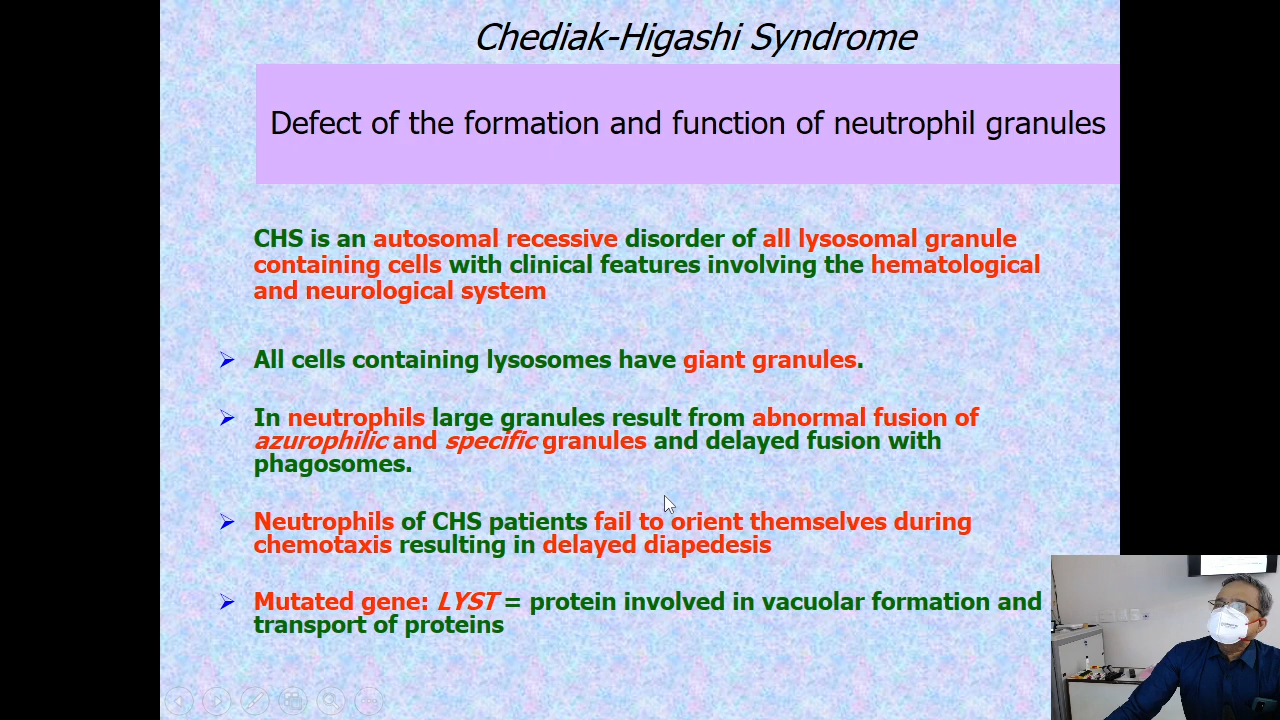 Chediak-Higashi Syndrome
Defect of the formation and function of neutrophil granules
CHS is an autosomal recessive disorder of all lysosomal granule
containing cells with clinical features involving the hematological
and neurological system
All cells containing lysosomes have giant granules.
In neutrophils large granules result from abnormal fusion of
azurophilic and specific granules and delayed fusion with
phagosomes.
Neutrophils of CHS patients fail to orient themselves during
chemotaxis resulting in delayed diapedesis
Mutated gene: LYST = protein involved in vacuolar formation and
transport of proteins